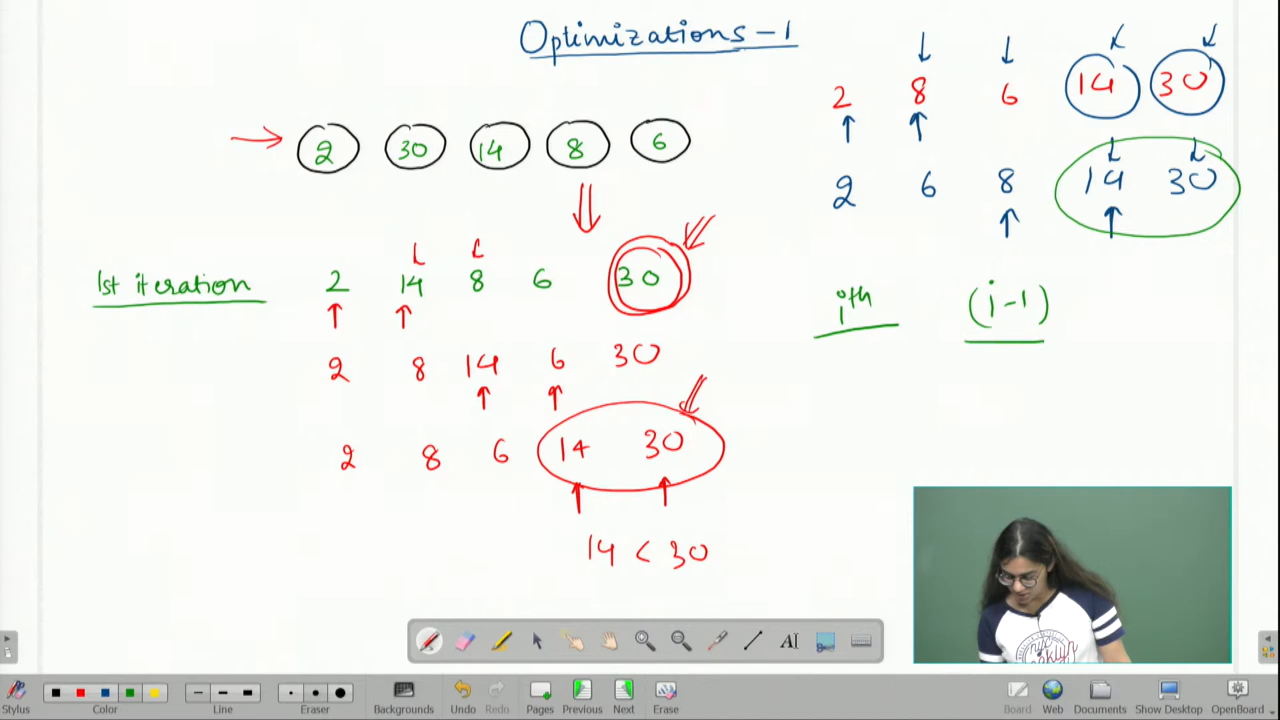 Optimizations-1
2 30 14 8 6
1st iteration 2 14 8 6 30
2 8 14 6 30
2 8 6 14 30
14 < 30
2 8 6 14 30
2 6 8 14 30
ith (i-1)
Stylus
Color
Line
Eraser
Backgrounds
Undo
Redo
Pages
Previous
Next
Erase
Board
Web
Documents
Show Desktop
OpenBoard
AI